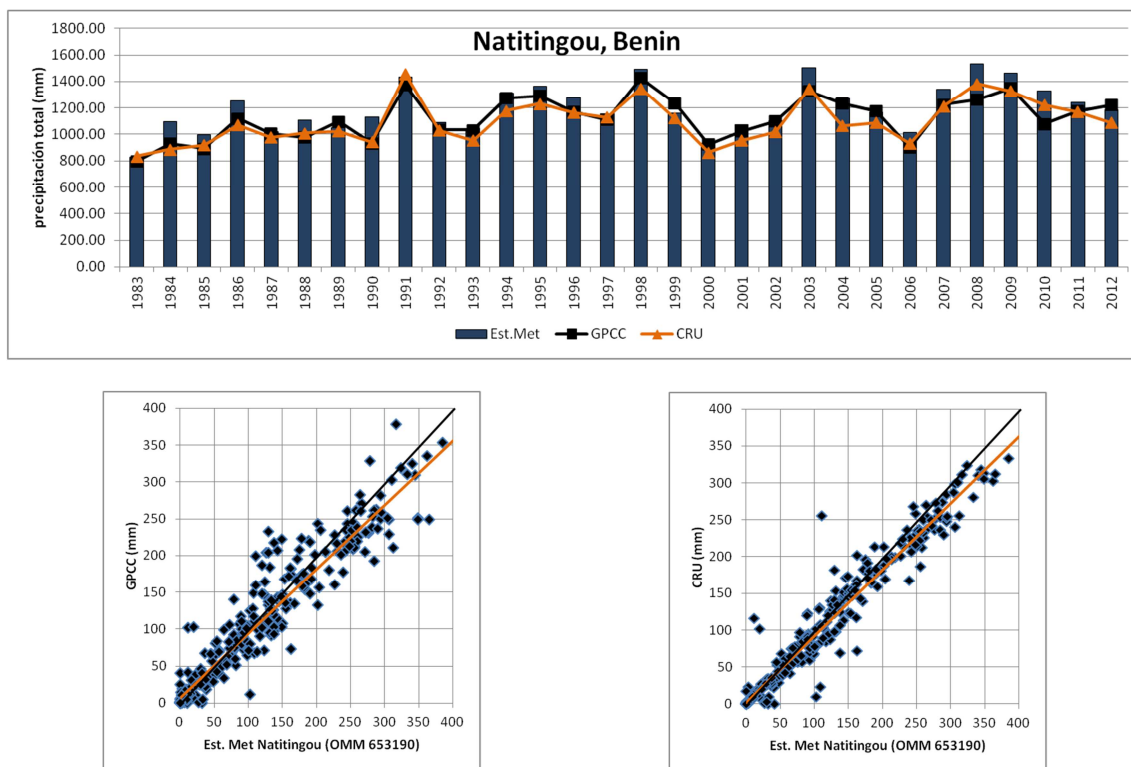 Natitingou, Benin
precipitación total (mm)
1800.00
1600.00
1400.00
1200.00
1000.00
800.00
600.00
400.00
200.00
0.00
1983 1984 1985 1986 1987 1988 1989 1990 1991 1992 1993 1994 1995 1996 1997 1998 1999 2000 2001 2002 2003 2004 2005 2006 2007 2008 2009 2010 2011 2012
Est.Met GPCC CRU
GPCC (mm)
400
350
300
250
200
150
100
50
0
0 50 100 150 200 250 300 350 400
Est. Met Natitingou (OMM 653190)
CRU (mm)
400
350
300
250
200
150
100
50
0
0 50 100 150 200 250 300 350 400
Est. Met Natitingou (OMM 653190)